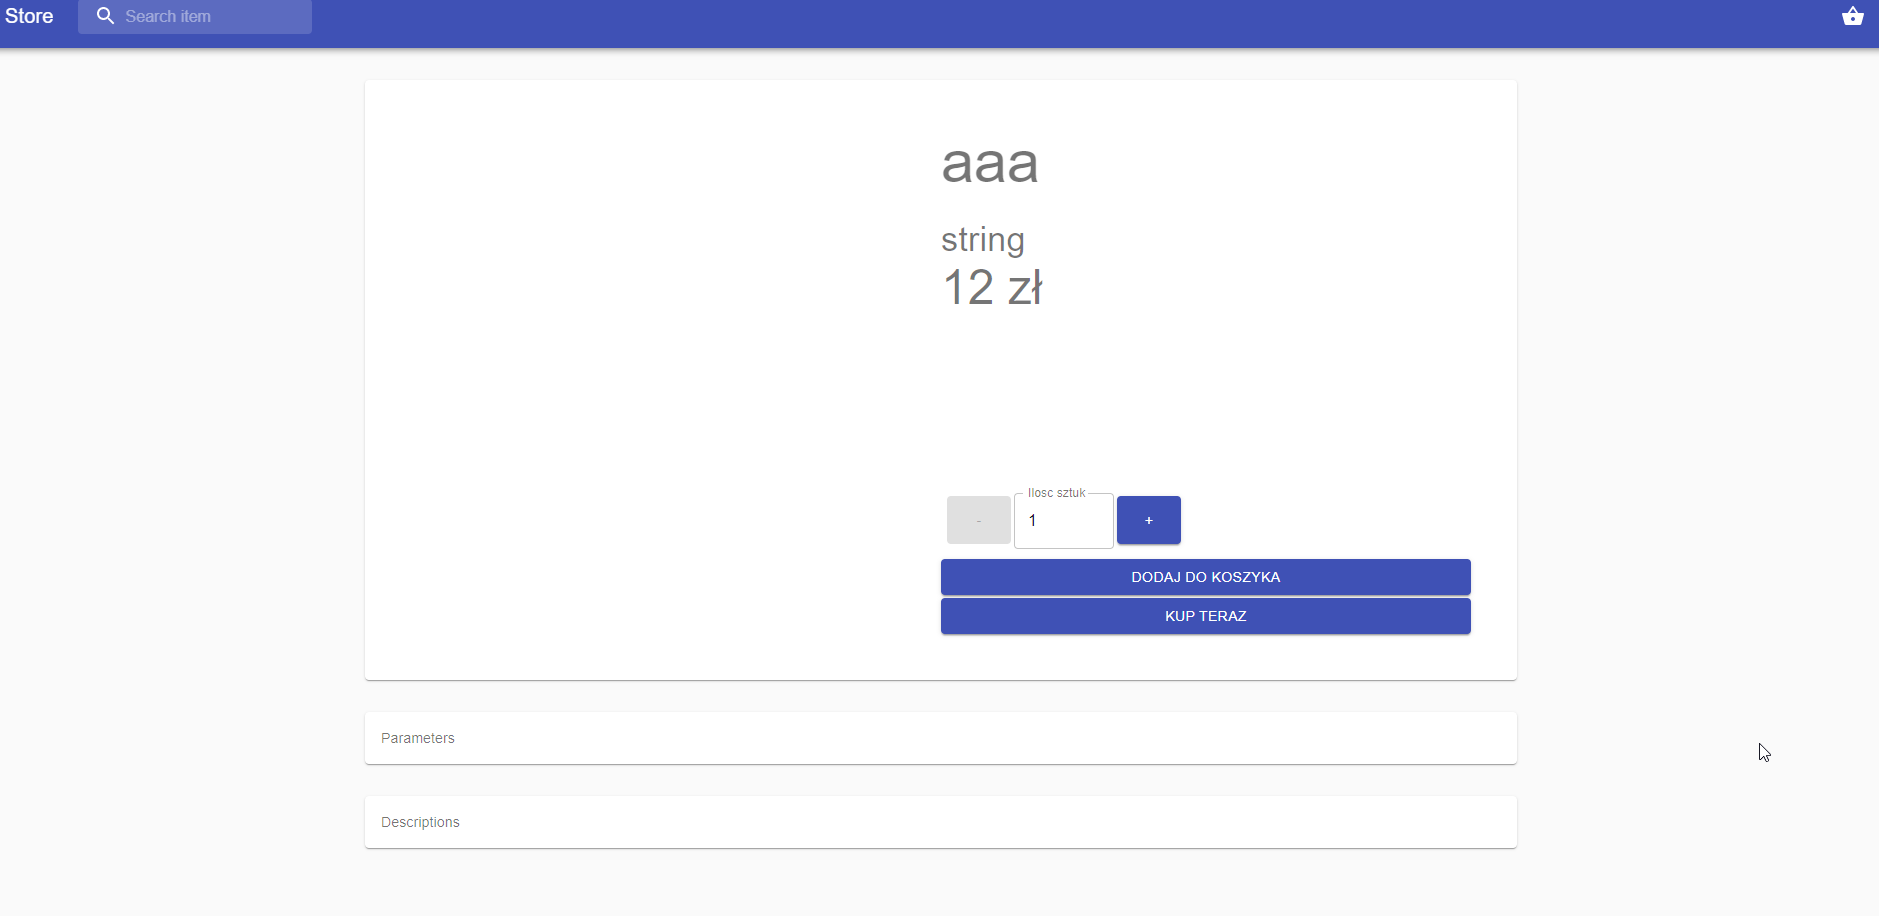 Store
Search item
aaa
string
12 zł
Ilosc sztuk
- 1 +
DODAJ DO KOSZYKA
KUP TERAZ
Parameters
Descriptions